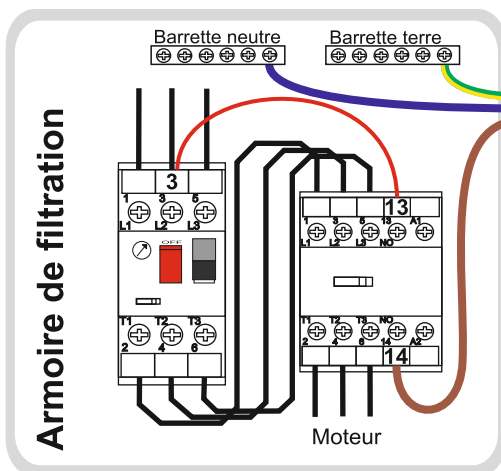 Barrette neutre
Barrette terre
Armoire de filtration
3
1 3 5
L1 L2 L3
OFF
T1 T2 T3
2 4 6
13
1 3 5 13 A1
L1 L2 L3 NO
T1 T2 T3 NO
2 4 6 14 A2
14
Moteur